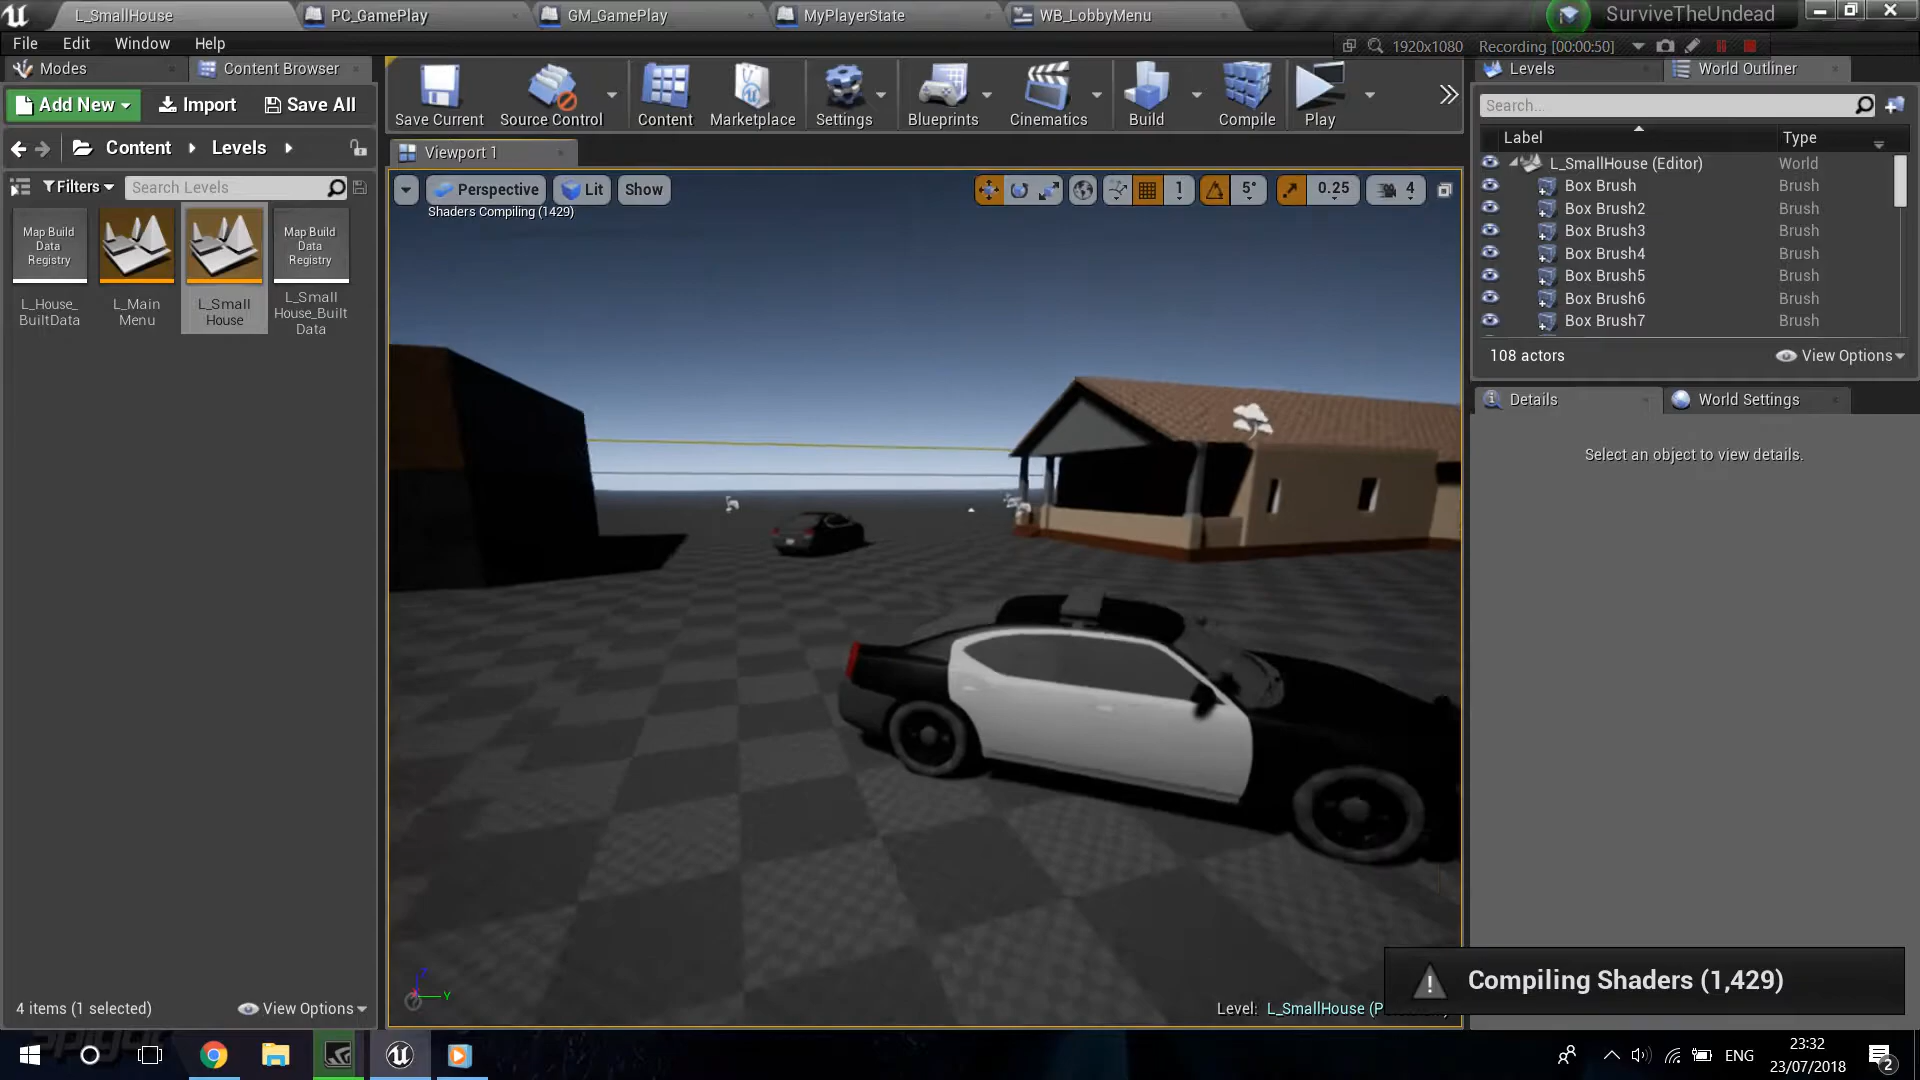 L_SmallHouse
PC_GamePlay
GM_GamePlay
MyPlayerState
WB_LobbyMenu
SurviveTheUndead
File Edit Window Help
1920x1080 Recording [00:00:50]
Modes
Content Browser
Levels
World Outliner
Add New
Import
Save All
Save Current
Source Control
Content
Marketplace
Settings
Blueprints
Cinematics
Build
Compile
Play
Search...
Content
Levels
Viewport 1
Label
Type
Filters
Search Levels
Perspective
Lit
Show
1
5°
0.25
4
Shaders Compiling (1429)
L_SmallHouse (Editor) World
Box Brush Brush
Box Brush2 Brush
Box Brush3 Brush
Box Brush4 Brush
Box Brush5 Brush
Box Brush6 Brush
Box Brush7 Brush
108 actors
View Options
Map Build
Data
Registry
Map Build
Data
Registry
L_House_
BuiltData
L_Main
Menu
L_Small
House
L_Small
House_Built
Data
Details
World Settings
Select an object to view details.
Z
Y
Compiling Shaders (1,429)
4 items (1 selected)
View Options
Level: L_SmallHouse (P
ENG
23:32
23/07/2018
2